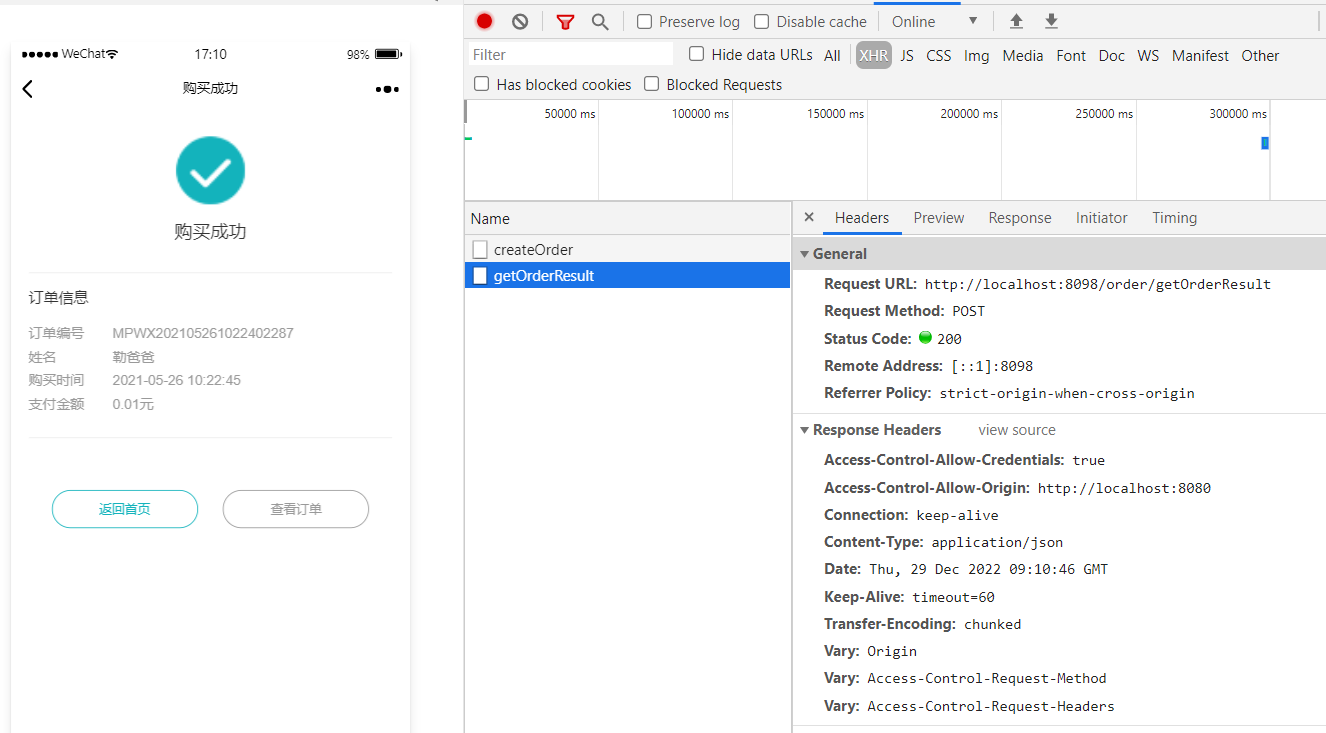 WeChat 17:10 98%
购买成功
购买成功
订单信息
订单编号 MPWX202105261022402287
姓名 勒爸爸
购买时间 2021-05-26 10:22:45
支付金额 0.01元
返回首页 查看订单
Preserve log Disable cache Online
Filter Hide data URLs All XHR JS CSS Img Media Font Doc WS Manifest Other
Has blocked cookies Blocked Requests
50000 ms 100000 ms 150000 ms 200000 ms 250000 ms 300000 ms
Name
createOrder
getOrderResult
× Headers Preview Response Initiator Timing
General
Request URL: http://localhost:8098/order/getOrderResult
Request Method: POST
Status Code: 200
Remote Address: [::1]:8098
Referrer Policy: strict-origin-when-cross-origin
Response Headers view source
Access-Control-Allow-Credentials: true
Access-Control-Allow-Origin: http://localhost:8080
Connection: keep-alive
Content-Type: application/json
Date: Thu, 29 Dec 2022 09:10:46 GMT
Keep-Alive: timeout=60
Transfer-Encoding: chunked
Vary: Origin
Vary: Access-Control-Request-Method
Vary: Access-Control-Request-Headers